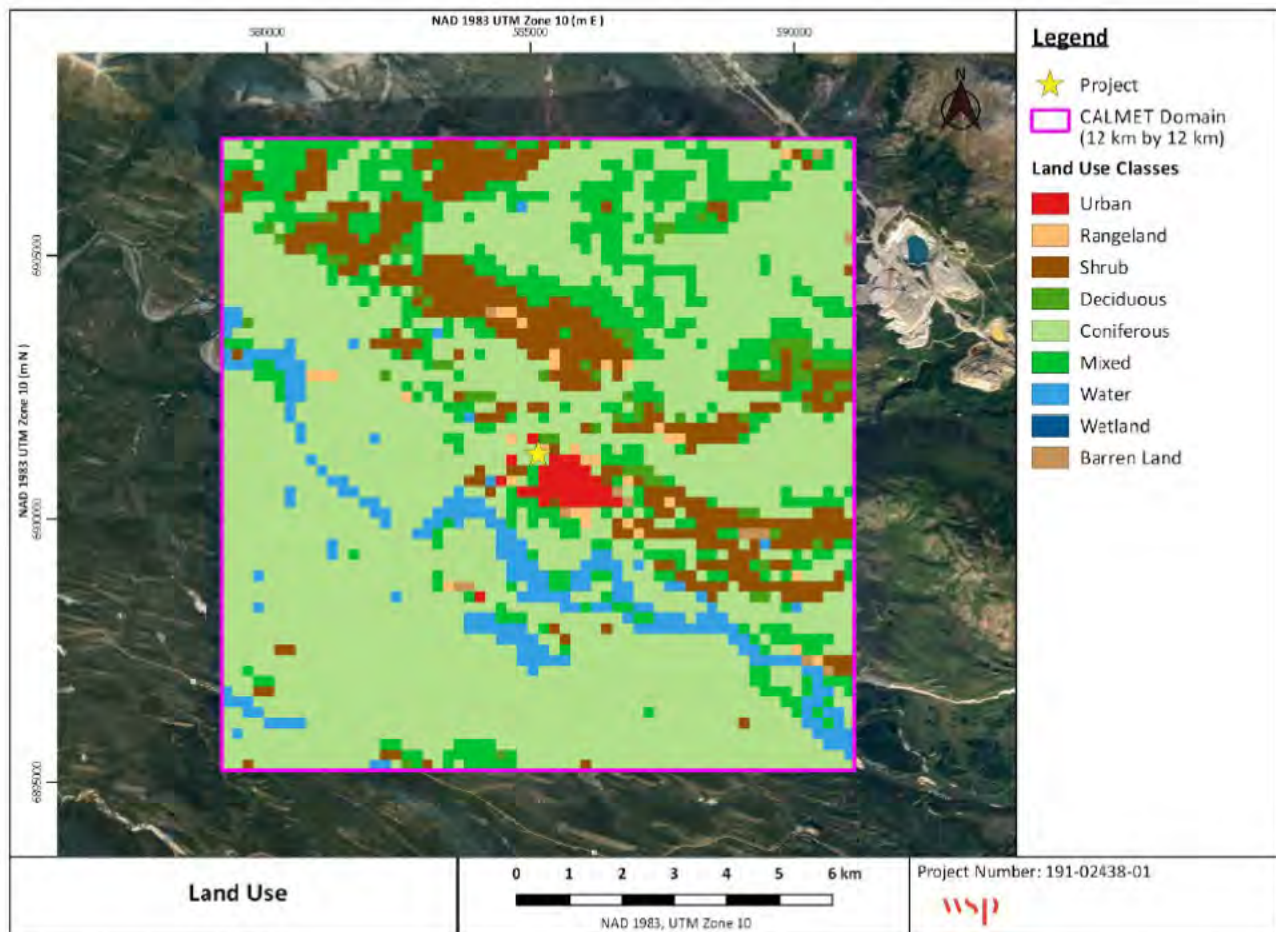 NAD 1983 UTM Zone 10 (m E )
580000
585000
590000
NAD 1983 UTM Zone 10 (m N )
6905000
6900000
6895000
N
Legend
Project
CALMET Domain
(12 km by 12 km)
Land Use Classes
Urban
Rangeland
Shrub
Deciduous
Coniferous
Mixed
Water
Wetland
Barren Land
Land Use
0 1 2 3 4 5 6 km
NAD 1983, UTM Zone 10
Project Number: 191-02438-01
wsp